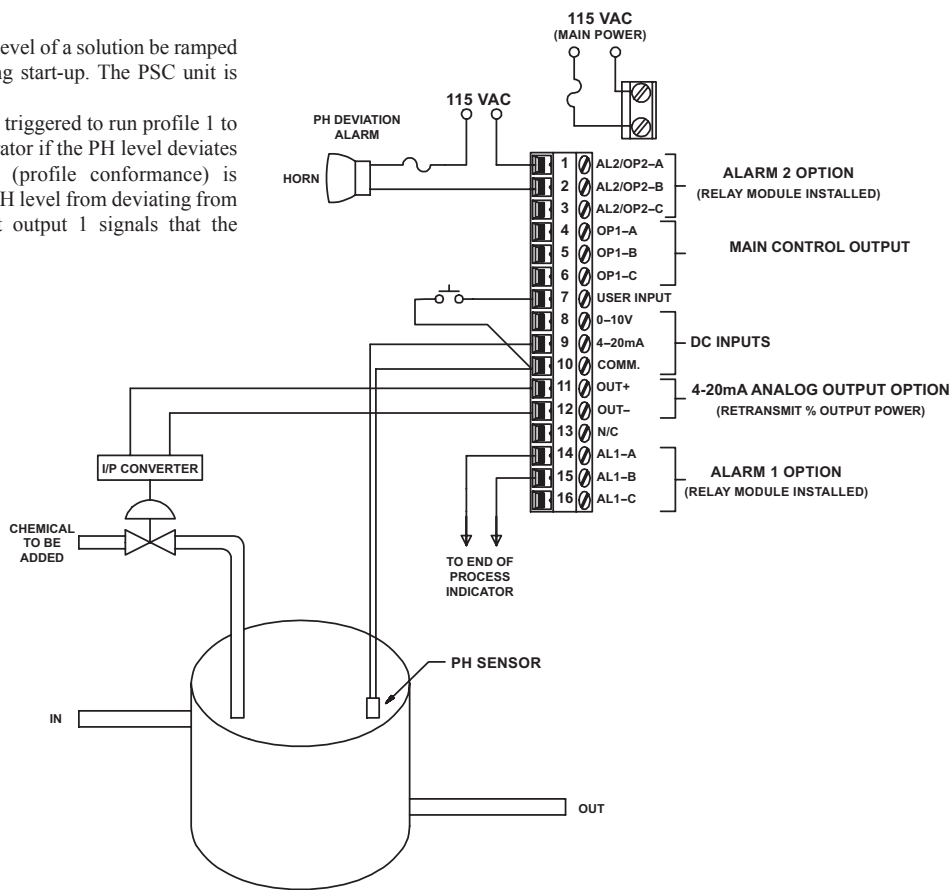 evel of a solution be ramped
ng start-up. The PSC unit is
triggered to run profile 1 to
rator if the PH level deviates
(profile conformance) is
H level from deviating from
t output 1 signals that the
115 VAC
(MAIN POWER)
115 VAC
PH DEVIATION
ALARM
HORN
1 AL2/OP2–A
2 AL2/OP2–B
3 AL2/OP2–C
ALARM 2 OPTION
(RELAY MODULE INSTALLED)
4 OP1–A
5 OP1–B
6 OP1–C
MAIN CONTROL OUTPUT
7 USER INPUT
8 0–10V
9 4–20mA
10 COMM.
DC INPUTS
11 OUT+
12 OUT–
4-20mA ANALOG OUTPUT OPTION
(RETRANSMIT % OUTPUT POWER)
13 N/C
14 AL1–A
15 AL1–B
16 AL1–C
ALARM 1 OPTION
(RELAY MODULE INSTALLED)
I/P CONVERTER
CHEMICAL
TO BE
ADDED
TO END OF
PROCESS
INDICATOR
PH SENSOR
IN
OUT